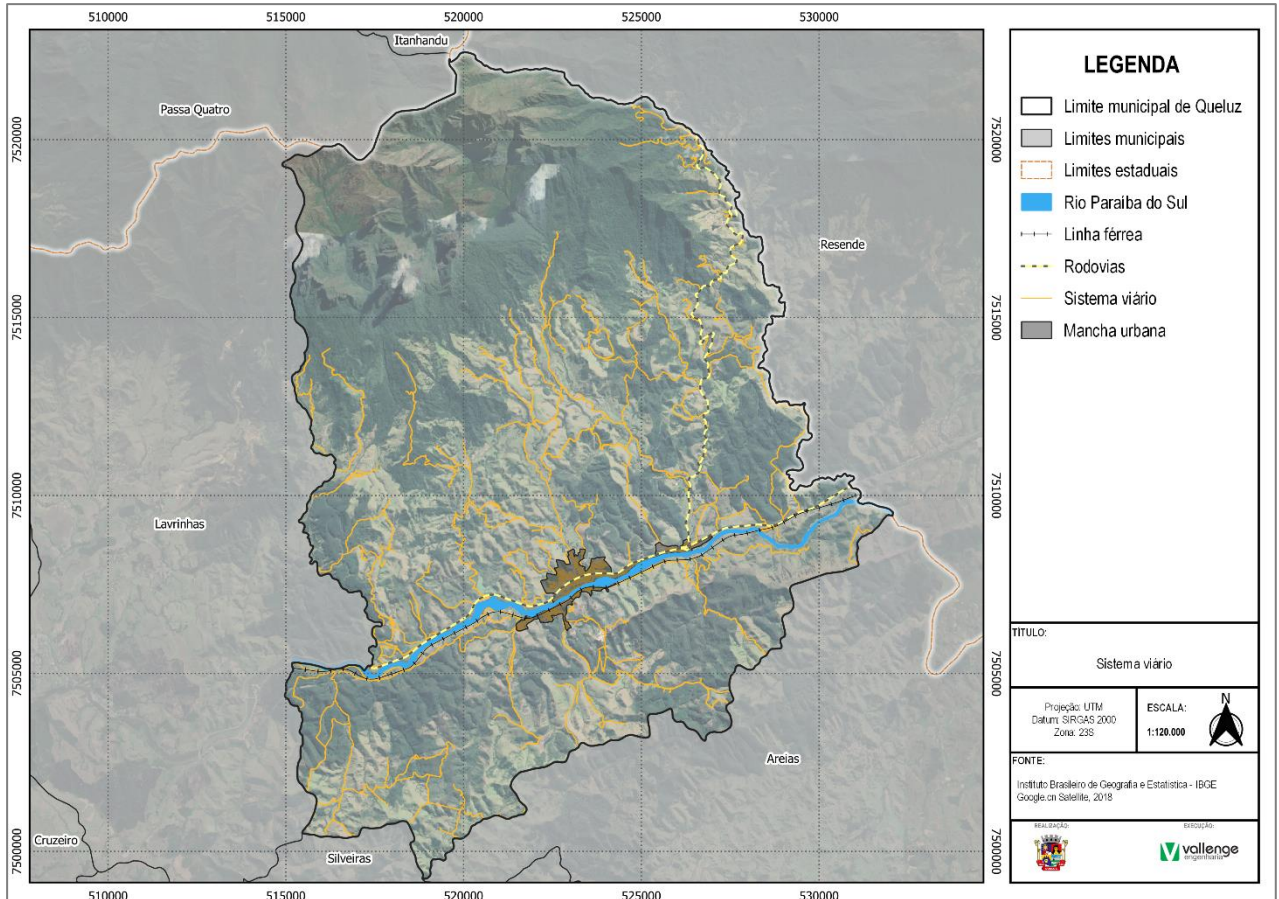 510000
515000
520000
525000
530000
Itanhandu
Passa Quatro
Resende
Lavrinhas
Areias
Cruzeiro
Silveiras
7520000
7515000
7510000
7505000
7500000
7520000
7515000
7510000
7505000
7500000
510000
515000
520000
525000
530000
LEGENDA
Limite municipal de Queluz
Limites municipais
Limites estaduais
Rio Paraíba do Sul
Linha férrea
Rodovias
Sistema viário
Mancha urbana
TÍTULO:
Sistema viário
Projeção: UTM
Datum: SIRGAS 2000
Zona: 23S
ESCALA:
1:120.000
N
FONTE:
Instituto Brasileiro de Geografia e Estatística - IBGE
Google.cn Satellite, 2018
REALIZAÇÃO:
EXECUÇÃO:
vallenge
engenharia